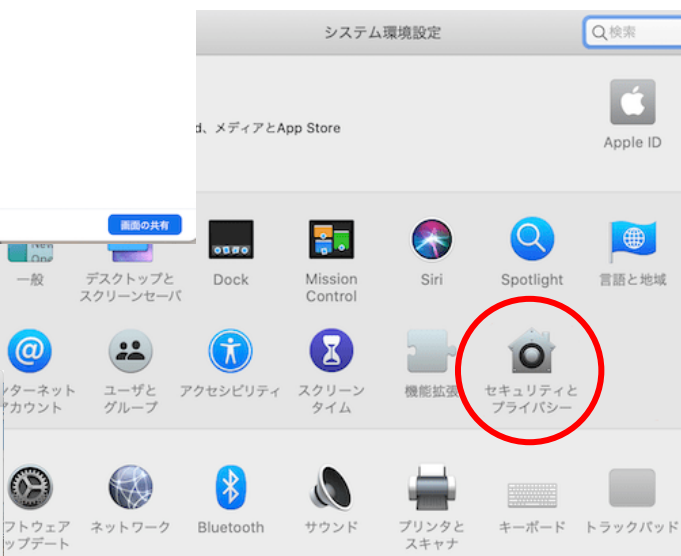 システム環境設定
検索
d、メディアとApp Store
Apple ID
画面の共有
New
One
一般
デスクトップと
スクリーンセーバ
Dock
Mission
Control
Siri
Spotlight
言語と地域
ターネット
アカウント
ユーザと
グループ
アクセシビリティ
スクリーン
タイム
機能拡張
セキュリティと
プライバシー
フトウェア
ップデート
ネットワーク
Bluetooth
サウンド
プリンタと
スキャナ
キーボード
トラックパッド